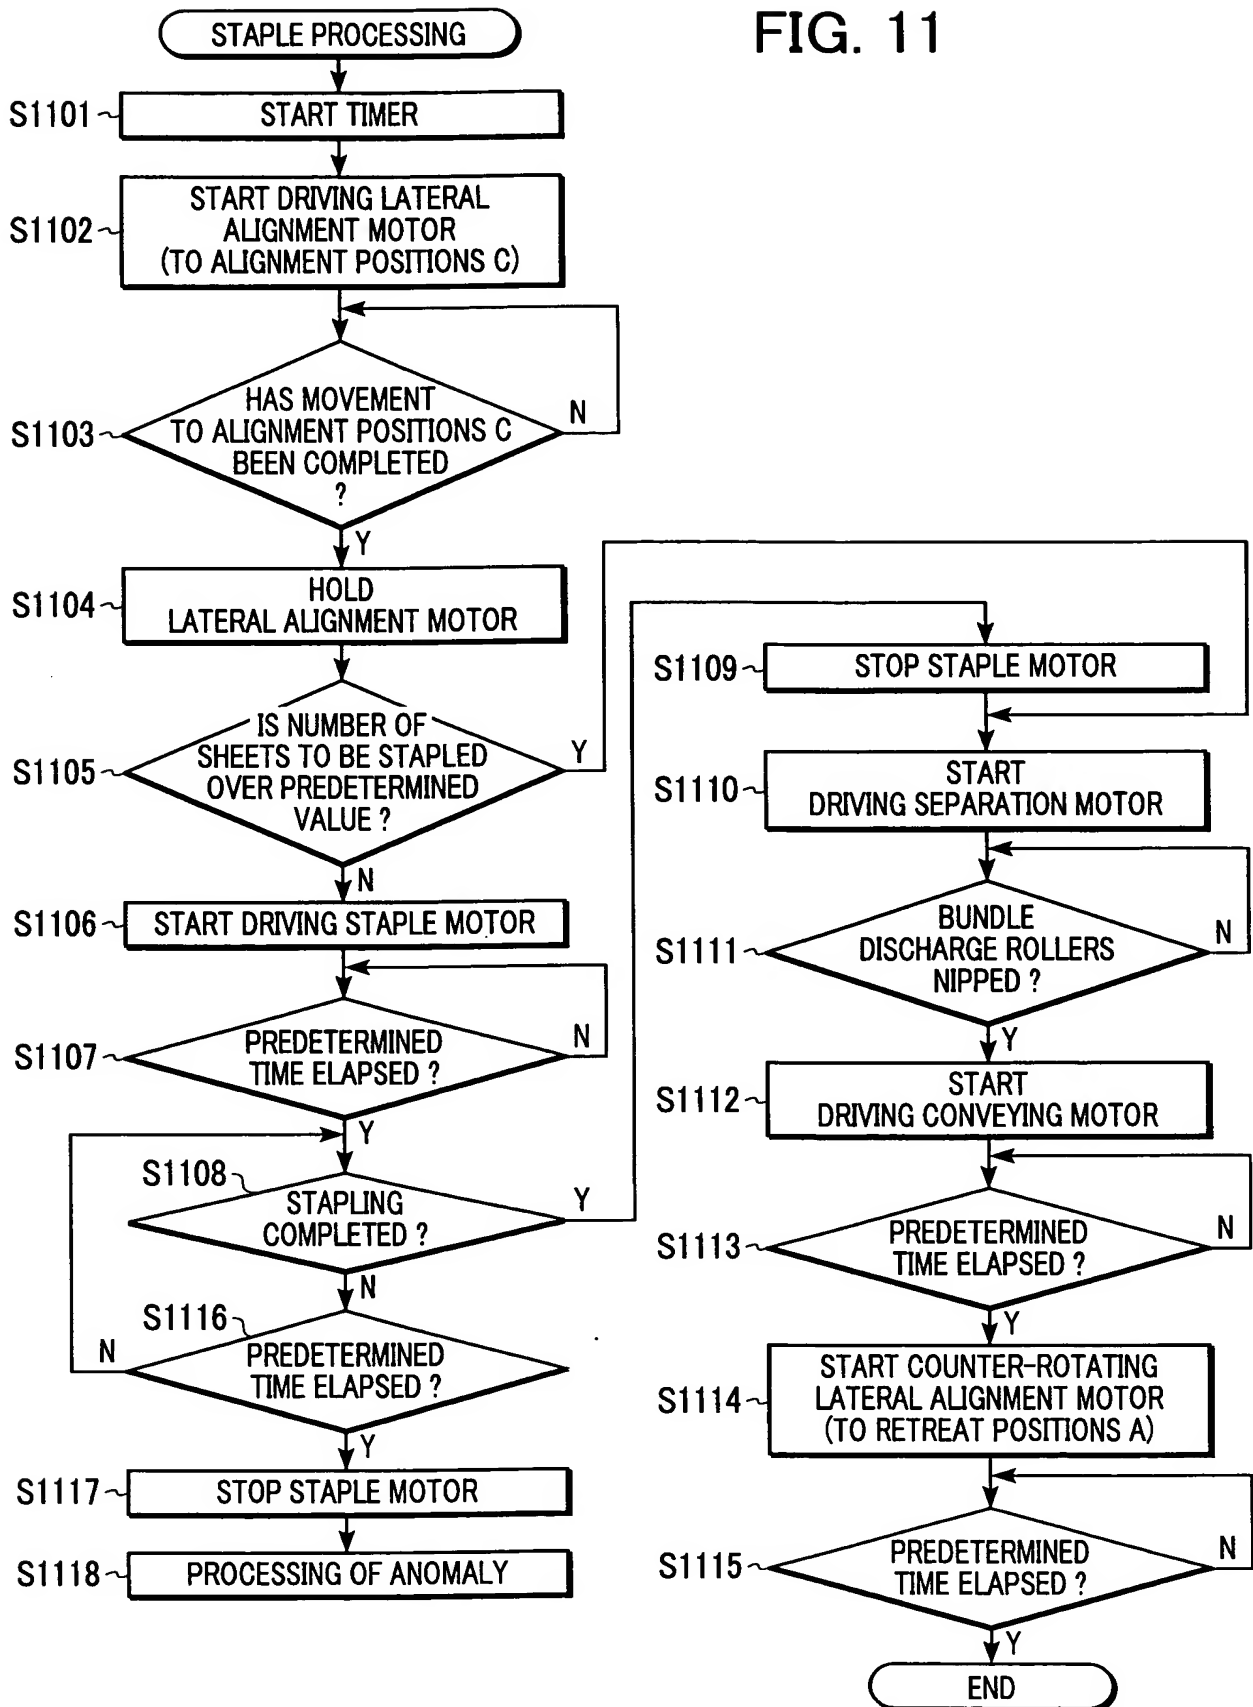 FIG. 11
STAPLE PROCESSING
S1101
START TIMER
S1102
START DRIVING LATERAL
ALIGNMENT MOTOR
(TO ALIGNMENT POSITIONS C)
S1103
HAS MOVEMENT
TO ALIGNMENT POSITIONS C
BEEN COMPLETED
?
N
Y
S1104
HOLD
LATERAL ALIGNMENT MOTOR
S1105
IS NUMBER OF
SHEETS TO BE STAPLED
OVER PREDETERMINED
VALUE ?
Y
N
S1106
START DRIVING STAPLE MOTOR
S1107
PREDETERMINED
TIME ELAPSED ?
N
Y
S1108
STAPLING
COMPLETED ?
Y
N
S1116
PREDETERMINED
TIME ELAPSED ?
N
Y
S1117
STOP STAPLE MOTOR
S1118
PROCESSING OF ANOMALY
S1109
STOP STAPLE MOTOR
S1110
START
DRIVING SEPARATION MOTOR
S1111
BUNDLE
DISCHARGE ROLLERS
NIPPED ?
N
Y
S1112
START
DRIVING CONVEYING MOTOR
S1113
PREDETERMINED
TIME ELAPSED ?
N
Y
S1114
START COUNTER-ROTATING
LATERAL ALIGNMENT MOTOR
(TO RETREAT POSITIONS A)
S1115
PREDETERMINED
TIME ELAPSED ?
N
Y
END